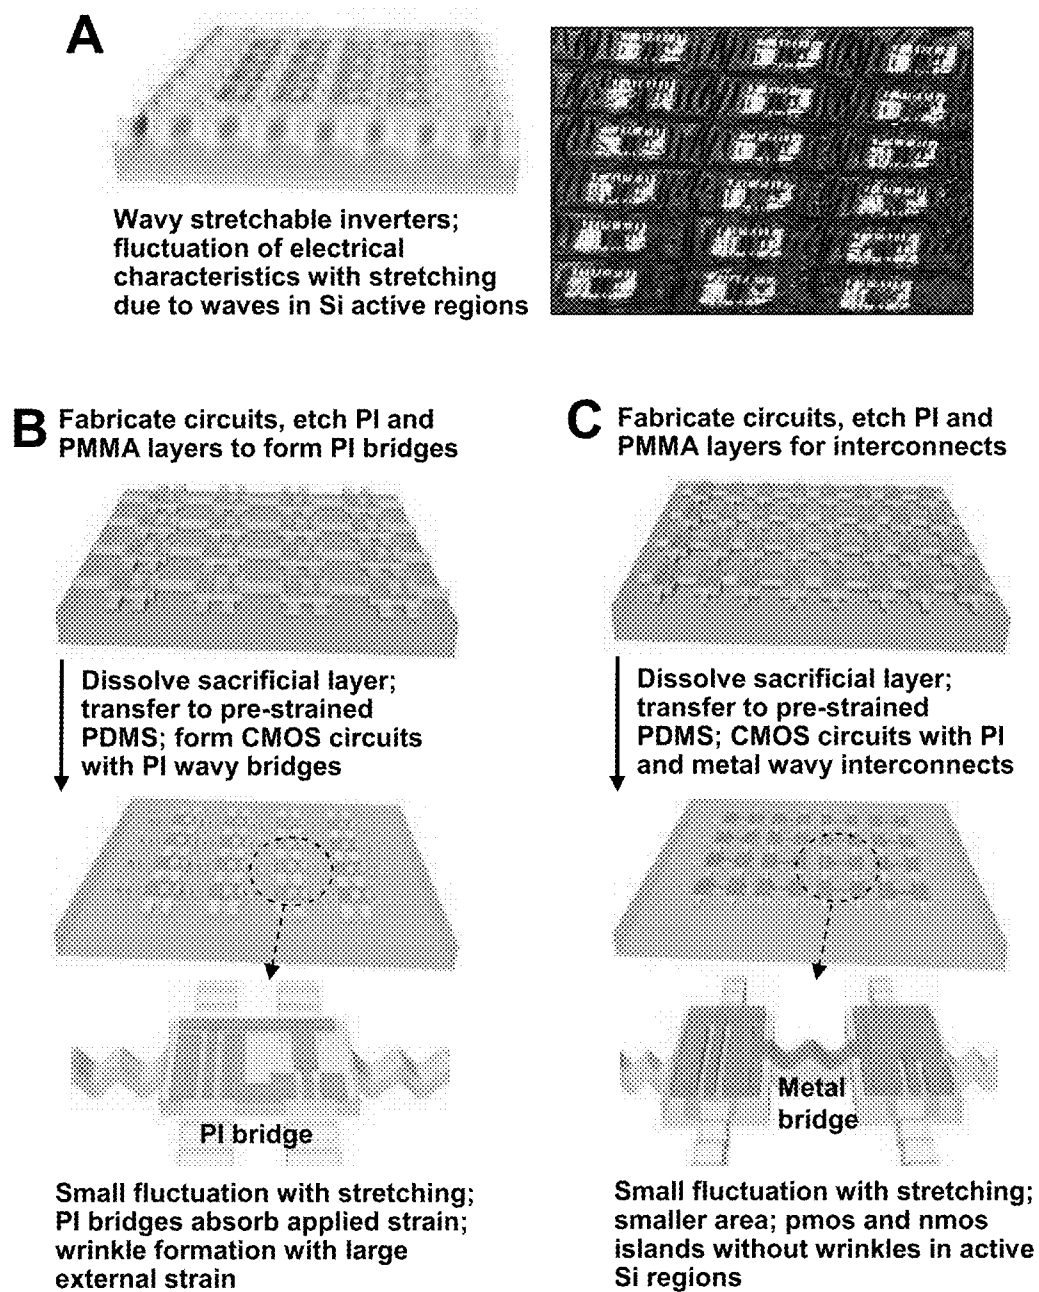 A
Wavy stretchable inverters;
fluctuation of electrical
characteristics with stretching
due to waves in Si active regions
B
Fabricate circuits, etch PI and
PMMA layers to form PI bridges
Dissolve sacrificial layer;
transfer to pre-strained
PDMS; form CMOS circuits
with PI wavy bridges
PI bridge
Small fluctuation with stretching;
PI bridges absorb applied strain;
wrinkle formation with large
external strain
C
Fabricate circuits, etch PI and
PMMA layers for interconnects
Dissolve sacrificial layer;
transfer to pre-strained
PDMS; CMOS circuits with PI
and metal wavy interconnects
Metal
bridge
Small fluctuation with stretching;
smaller area; pmos and nmos
islands without wrinkles in active
Si regions